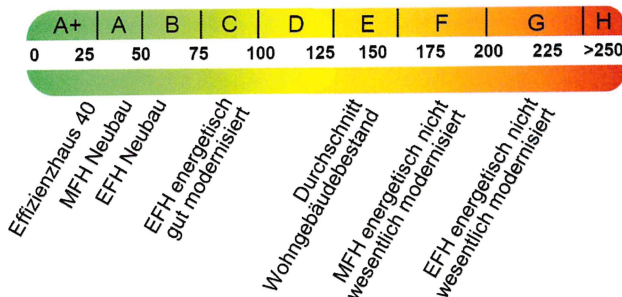 A+ A B C D E F G H
0 25 50 75 100 125 150 175 200 225 >250
Effizienzhaus 40
MFH Neubau
EFH Neubau
EFH energetisch
gut modernisiert
Durchschnitt
Wohngebäudebestand
MFH energetisch nicht
wesentlich modernisiert
EFH energetisch nicht
wesentlich modernisiert